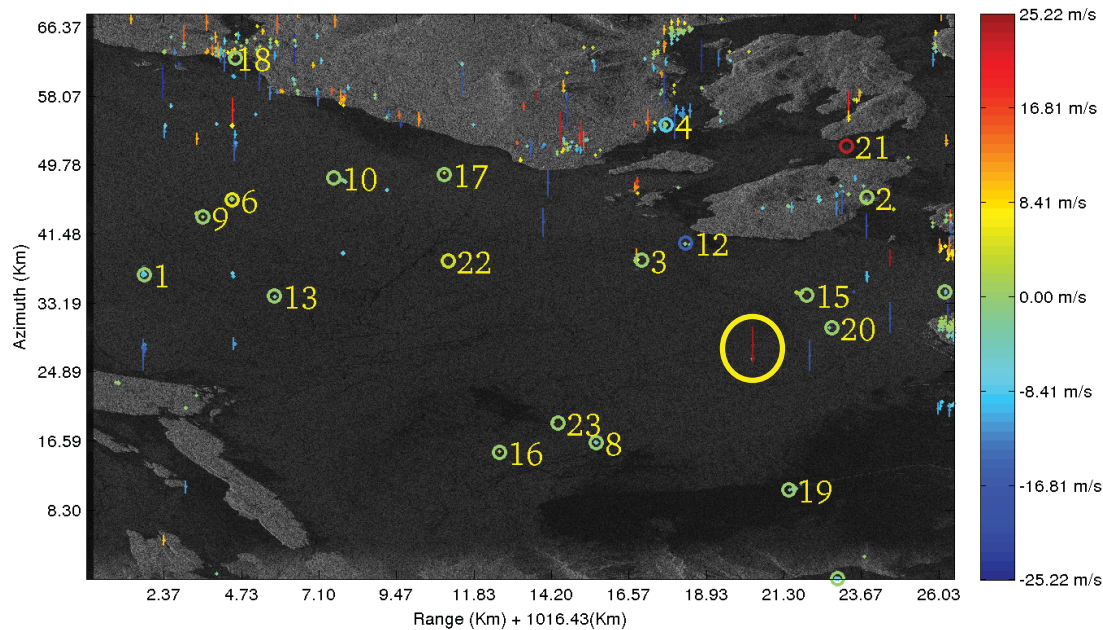 66.37
58.07
49.78
41.48
33.19
24.89
16.59
8.30
Azimuth (Km)
18
4
21
10
17
6
2
9
12
22
3
1
13
15
20
23
16
8
19
2.37 4.73 7.10 9.47 11.83 14.20 16.57 18.93 21.30 23.67 26.03
Range (Km) + 1016.43(Km)
25.22 m/s
16.81 m/s
8.41 m/s
0.00 m/s
-8.41 m/s
-16.81 m/s
-25.22 m/s